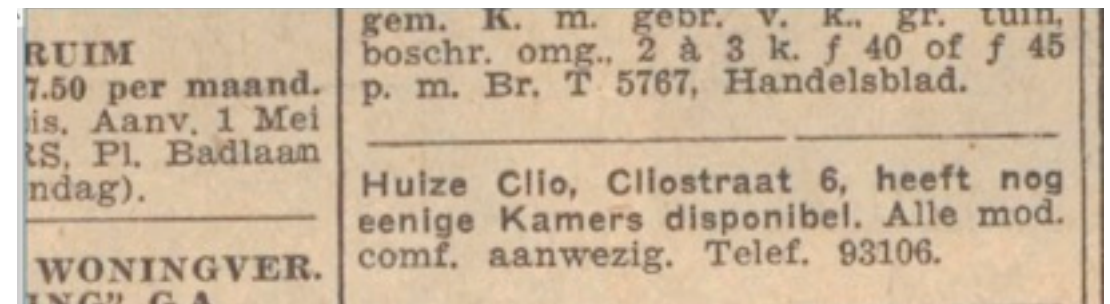 RUIM
7.50 per maand.
is. Aanv. 1 Mei
RS, Pl. Badlaan
ndag).
WONINGVER.
ING" G.A.
gem. K. m. gebr. v. k., gr. tuin,
boschr. omg., 2 à 3 k. ƒ 40 of ƒ 45
p. m. Br. T 5767, Handelsblad.
Huize Clio, Cliostraat 6, heeft nog
eenige Kamers disponibel. Alle mod.
comf. aanwezig. Telef. 93106.